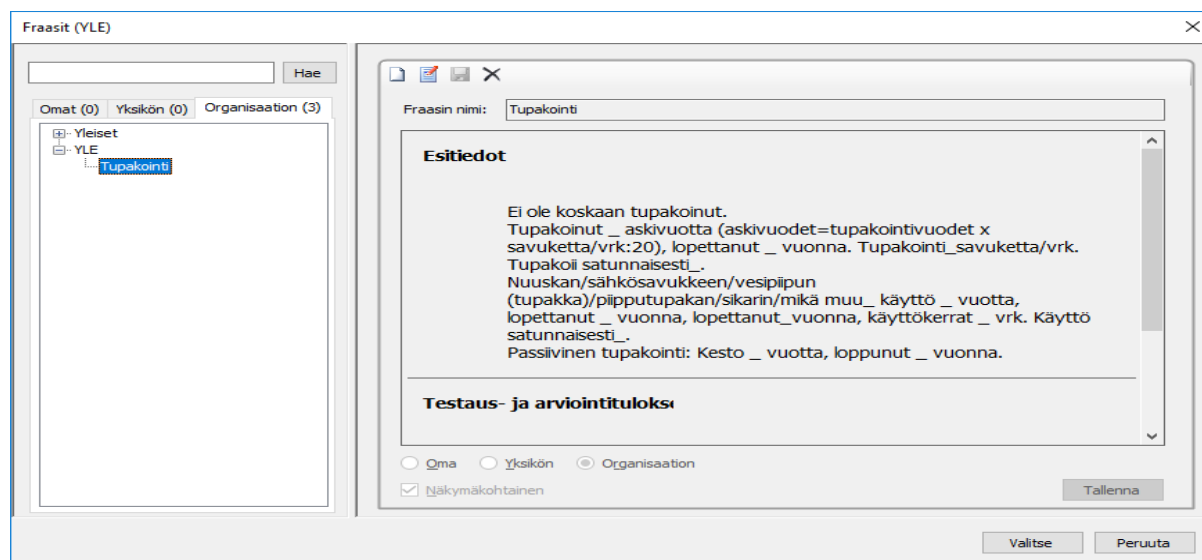 Fraasit (YLE)
Hae
Omat (0) Yksikön (0) Organisaation (3)
Yleiset
YLE
Tupakointi
Fraasin nimi: Tupakointi
Esitiedot
Ei ole koskaan tupakoinut.
Tupakoinut _ askivuotta (askivuodet=tupakointivuodet x
savuketta/vrk:20), lopettanut _ vuonna. Tupakointi_savuketta/vrk.
Tupakoii satunnaisesti_.
Nuuskan/sähkösavukkeen/vesipiipun
(tupakka)/piipputupakan/sikarin/mikä muu_ käyttö _ vuotta,
lopettanut _ vuonna, lopettanut_vuonna, käyttökerrat _ vrk. Käyttö
satunnaisesti_.
Passiivinen tupakointi: Kesto _ vuotta, loppunut _ vuonna.
Testaus- ja arviointituloks
Oma Yksikön Organisaation
Näkymäkohtainen Tallenna
Valitse Peruuta